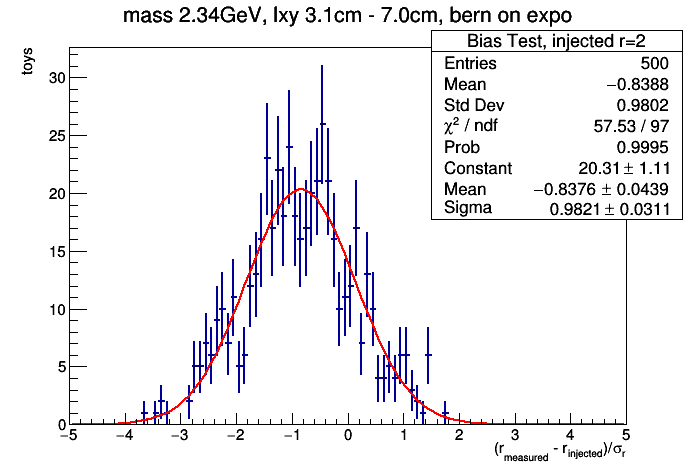 mass 2.34GeV, lxy 3.1cm - 7.0cm, bern on expo
Bias Test, injected r=2
Entries 500
Mean −0.8388
Std Dev 0.9802
χ² / ndf 57.53 / 97
Prob 0.9995
Constant 20.31 ± 1.11
Mean −0.8376 ± 0.0439
Sigma 0.9821 ± 0.0311
toys
30
25
20
15
10
5
0
−5 −4 −3 −2 −1 0 1 2 3 4 5
(r_measured - r_injected)/σ_r